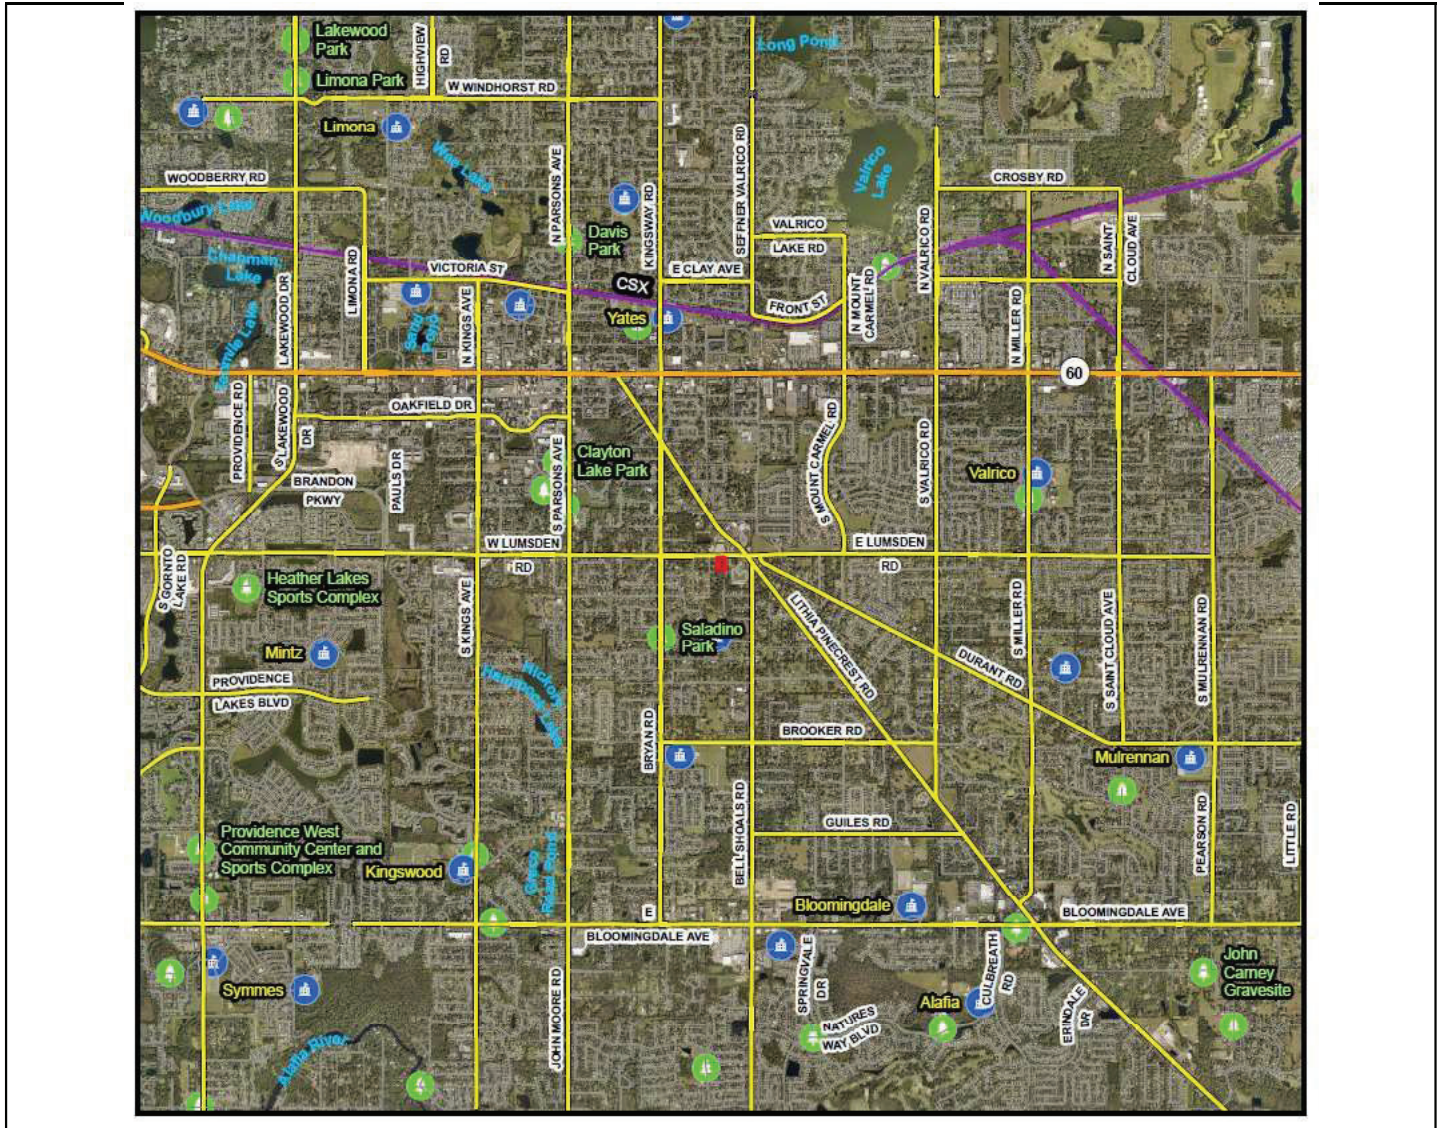 Lakewood
Park
HIGHVIEW
RD
Long Pond
Limona Park
W WINDHORST RD
Limona
Wee Lake
N PARSONS AVE
KINGSWAY RD
SEFFNER VALRICO RD
Valrico
Lake
WOODBERRY RD
CROSBY RD
Woodbury Lake
Davis
Park
VALRICO
LAKE RD
N VALRICO RD
N SAINT
CLOUD AVE
Chapman
Lake
LIMONA RD
VICTORIA ST
E CLAY AVE
CSX
LAKEWOOD DR
N KINGS AVE
Yates
FRONT ST
N MOUNT
CARMEL RD
N MILLER RD
Tenmile Lake
Pond
60
PROVIDENCE RD
S LAKEWOOD
DR
OAKFIELD DR
S PARSONS AVE
Clayton
Lake Park
S MOUNT CARMEL RD
S VALRICO RD
Valrico
BRANDON
PKWY
PAULS DR
W LUMSDEN
RD
E LUMSDEN
RD
S GORNTO
LAKE RD
Heather Lakes
Sports Complex
S KINGS AVE
LITHIA PINECREST RD
S MILLER RD
S SAINT CLOUD AVE
S MULRENNAN RD
Saladino
Park
Mintz
DURANT RD
PROVIDENCE
LAKES BLVD
Hickory
Hammock Lake
BRYAN RD
BROOKER RD
Mulrennan
BELL SHOALS RD
GUILES RD
PEARSON RD
LITTLE RD
Providence West
Community Center and
Sports Complex
Kingswood
Pond
Bloomingdale
E
BLOOMINGDALE AVE
BLOOMINGDALE AVE
SPRINGVALE
DR
CULBREATH
RD
John
Carney
Gravesite
Symmes
JOHN MOORE RD
Alafia
NATURES
WAY BLVD
ERINDALE
DR
Alafia River